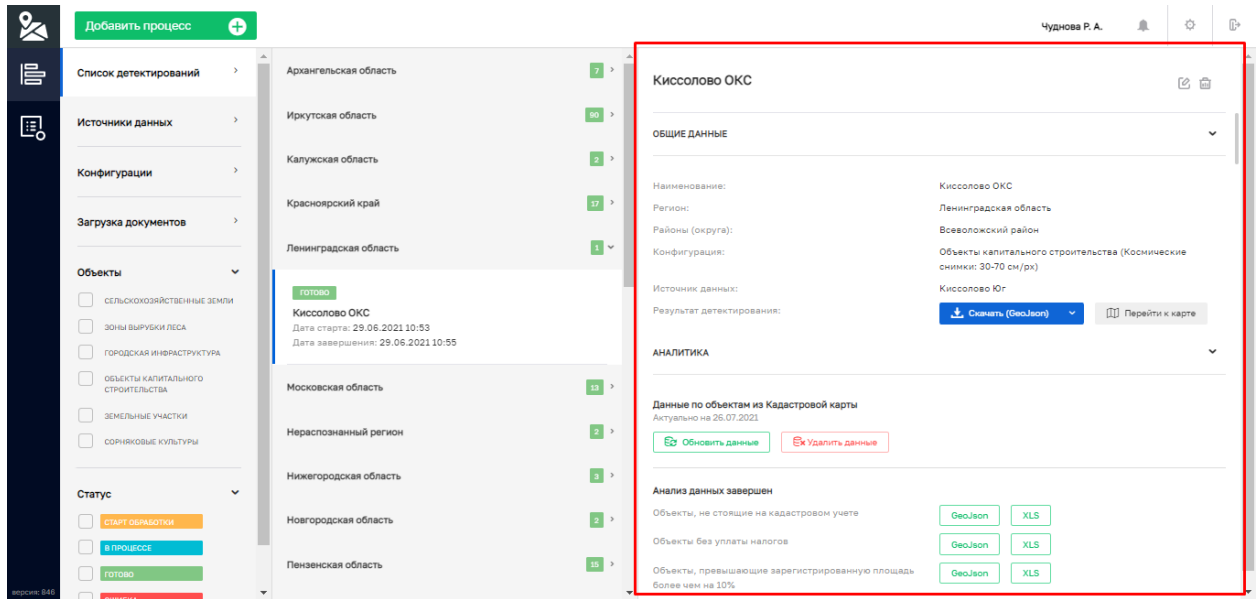 Добавить процесс
Чуднова Р. А.
Список детектирований
Источники данных
Конфигурации
Загрузка документов
Объекты
СЕЛЬСКОХОЗЯЙСТВЕННЫЕ ЗЕМЛИ
ЗОНЫ ВЫРУБКИ ЛЕСА
ГОРОДСКАЯ ИНФРАСТРУКТУРА
ОБЪЕКТЫ КАПИТАЛЬНОГО
СТРОИТЕЛЬСТВА
ЗЕМЕЛЬНЫЕ УЧАСТКИ
СОРНЯКОВЫЕ КУЛЬТУРЫ
Статус
СТАРТ ОБРАБОТКИ
В ПРОЦЕССЕ
ГОТОВО
ОШИБКА
версия: 846
Архангельская область 7
Иркутская область 90
Калужская область 2
Красноярский край 17
Ленинградская область 1
ГОТОВО
Киссолово ОКС
Дата старта: 29.06.2021 10:53
Дата завершения: 29.06.2021 10:55
Московская область 13
Нераспознанный регион 2
Нижегородская область 3
Новгородская область 2
Пензенская область 15
Киссолово ОКС
ОБЩИЕ ДАННЫЕ
Наименование: Киссолово ОКС
Регион: Ленинградская область
Районы (округа): Всеволожский район
Конфигурация: Объекты капитального строительства (Космические
снимки: 30-70 см/px)
Источник данных: Киссолово Юг
Результат детектирования: Скачать (GeoJson) Перейти к карте
АНАЛИТИКА
Данные по объектам из Кадастровой карты
Актуально на 26.07.2021
Обновить данные Удалить данные
Анализ данных завершен
Объекты, не стоящие на кадастровом учете GeoJson XLS
Объекты без уплаты налогов GeoJson XLS
Объекты, превышающие зарегистрированную площадь
более чем на 10% GeoJson XLS